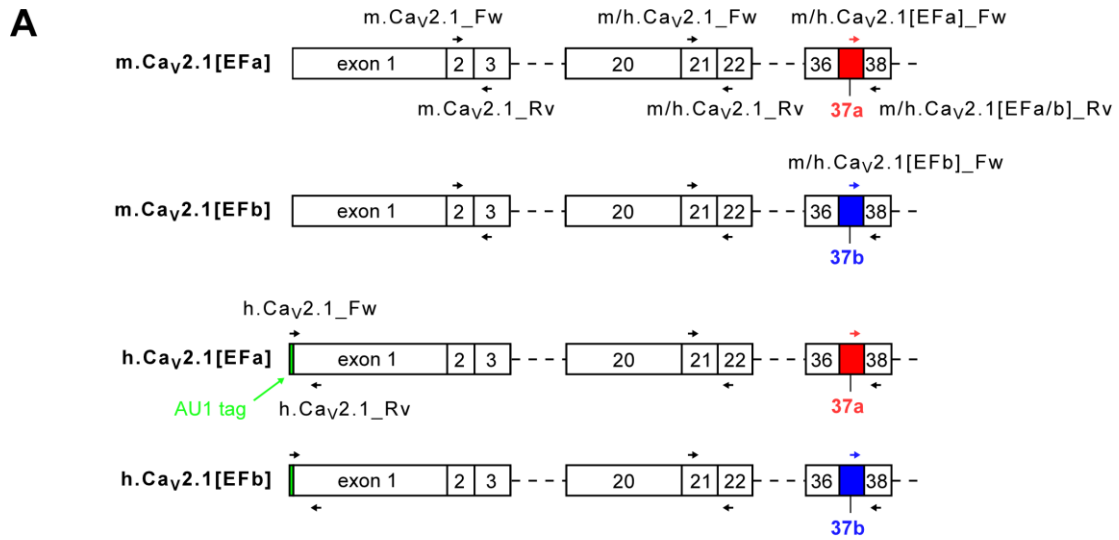 A
m.CaV2.1_Fw m/h.CaV2.1_Fw m/h.CaV2.1[EFa]_Fw
m.CaV2.1[EFa] exon 1 2 3 20 21 22 36 38
m.CaV2.1_Rv m/h.CaV2.1_Rv 37a m/h.CaV2.1[EFa/b]_Rv
m/h.CaV2.1[EFb]_Fw
m.CaV2.1[EFb] exon 1 2 3 20 21 22 36 38
37b
h.CaV2.1_Fw
h.CaV2.1[EFa] exon 1 2 3 20 21 22 36 38
AU1 tag h.CaV2.1_Rv 37a
h.CaV2.1[EFb] exon 1 2 3 20 21 22 36 38
37b